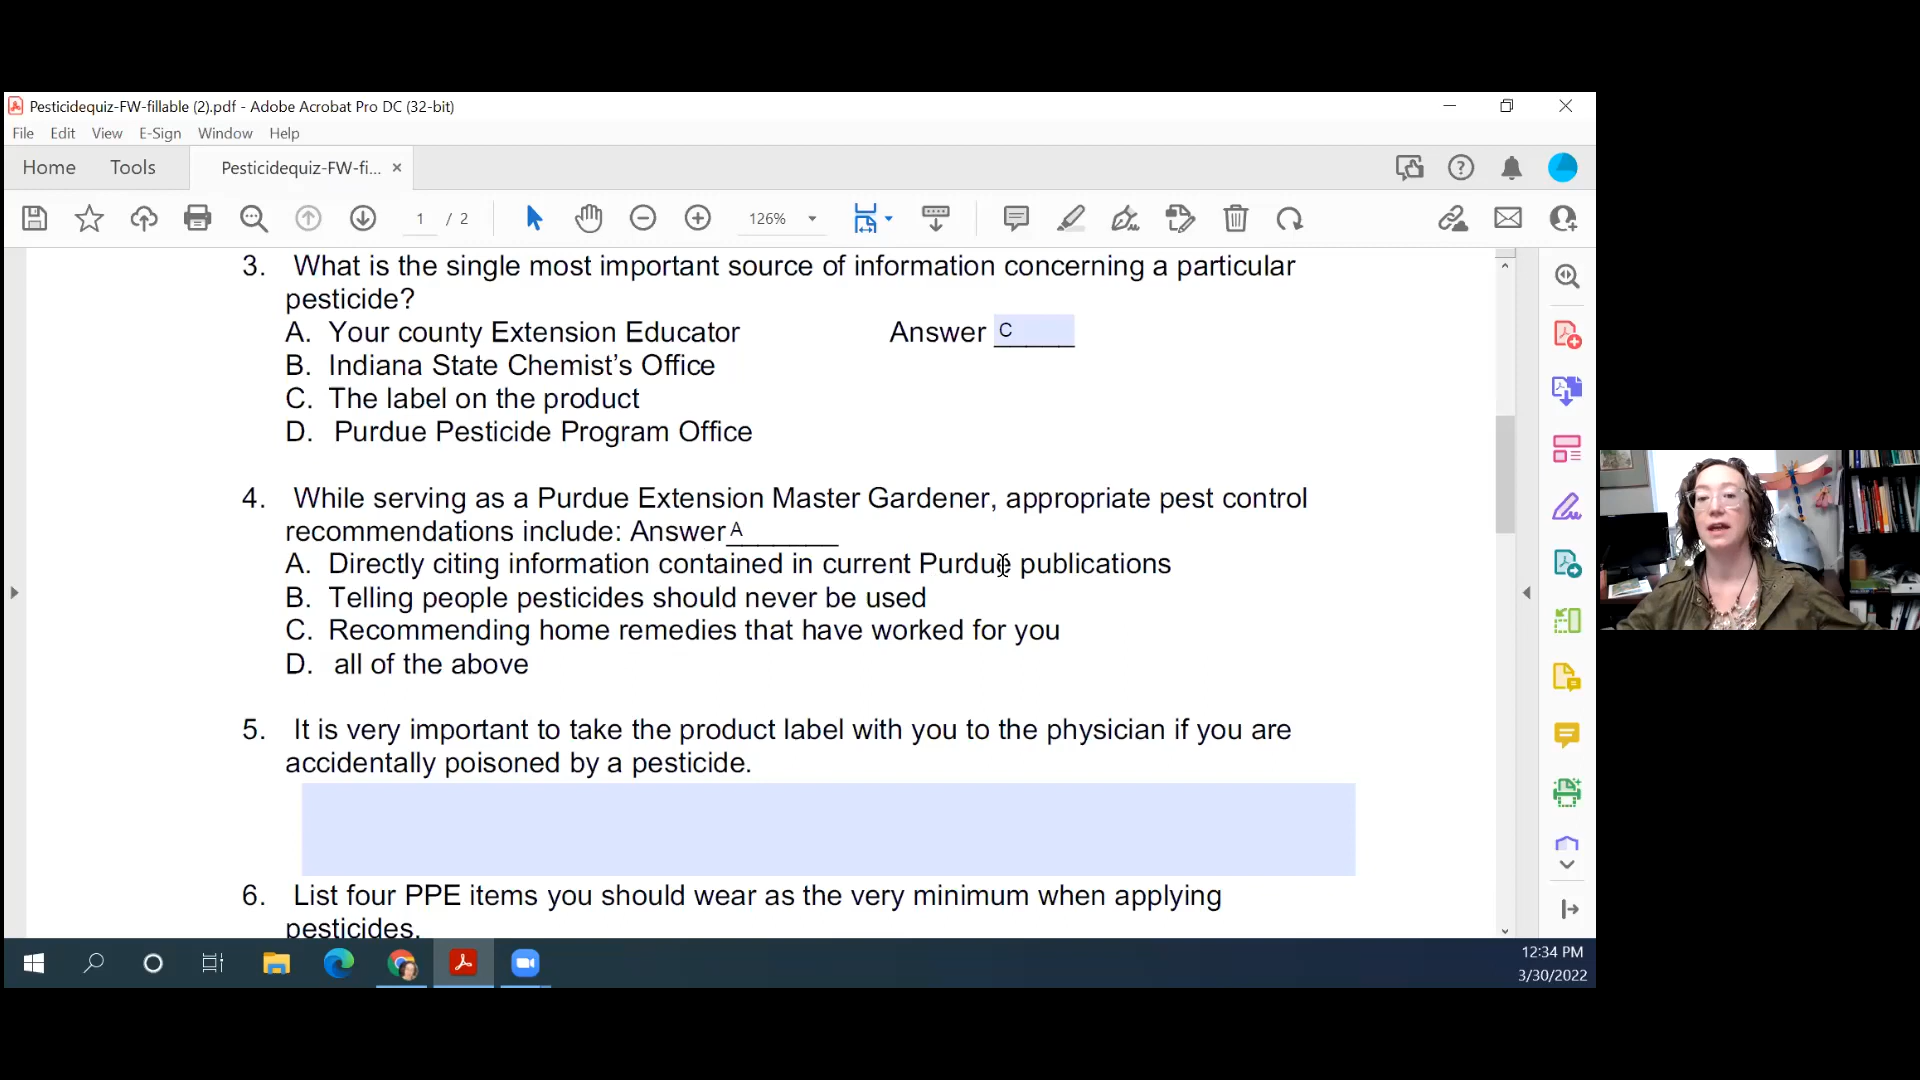 Pesticidequiz-FW-fillable (2).pdf - Adobe Acrobat Pro DC (32-bit)
File Edit View E-Sign Window Help
Home Tools Pesticidequiz-FW-fi... ×
1 / 2 126%
3. What is the single most important source of information concerning a particular
pesticide?
A. Your county Extension Educator Answer C
B. Indiana State Chemist’s Office
C. The label on the product
D. Purdue Pesticide Program Office
4. While serving as a Purdue Extension Master Gardener, appropriate pest control
recommendations include: Answer A
A. Directly citing information contained in current Purdue publications
B. Telling people pesticides should never be used
C. Recommending home remedies that have worked for you
D. all of the above
5. It is very important to take the product label with you to the physician if you are
accidentally poisoned by a pesticide.
6. List four PPE items you should wear as the very minimum when applying
pesticides.
12:34 PM
3/30/2022